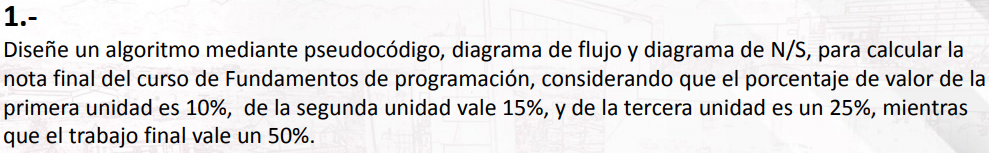 1.-
Diseñe un algoritmo mediante pseudocódigo, diagrama de flujo y diagrama de N/S, para calcular la
nota final del curso de Fundamentos de programación, considerando que el porcentaje de valor de la
primera unidad es 10%, de la segunda unidad vale 15%, y de la tercera unidad es un 25%, mientras
que el trabajo final vale un 50%.